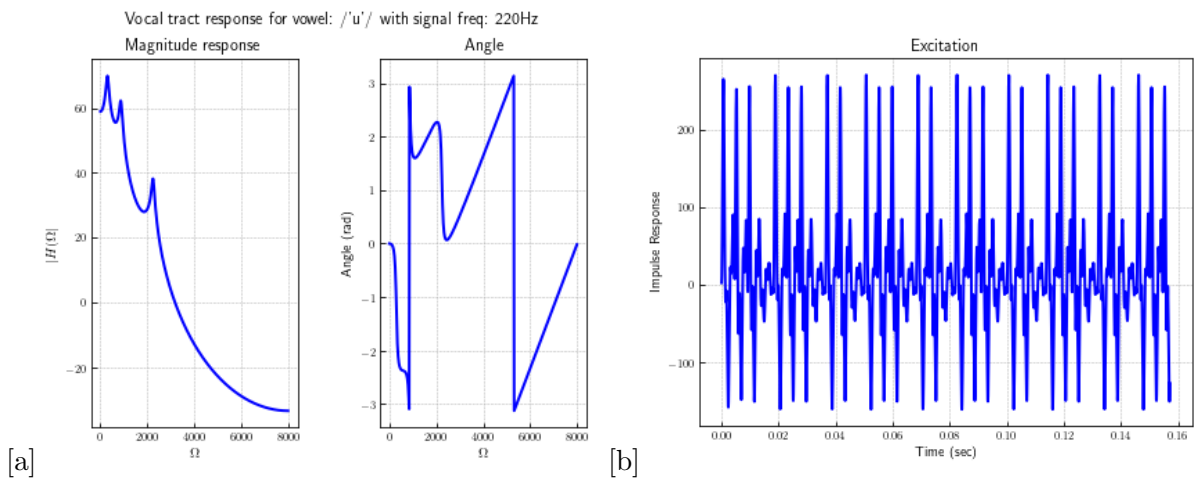 Vocal tract response for vowel: /'u'/ with signal freq: 220Hz
Magnitude response
Angle
Excitation
|H(Ω|
60
40
20
0
−20
0 2000 4000 6000 8000
Ω
Angle (rad)
3
2
1
0
−1
−2
−3
0 2000 4000 6000 8000
Ω
Impulse Response
200
100
0
−100
0.00 0.02 0.04 0.06 0.08 0.10 0.12 0.14 0.16
Time (sec)
[a]
[b]